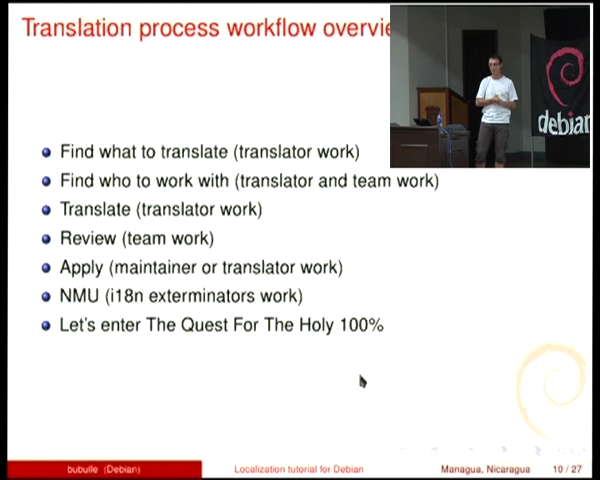 Translation process workflow overvie
debian
Find what to translate (translator work)
Find who to work with (translator and team work)
Translate (translator work)
Review (team work)
Apply (maintainer or translator work)
NMU (i18n exterminators work)
Let's enter The Quest For The Holy 100%
bubulle (Debian)
Localization tutorial for Debian
Managua, Nicaragua
10 / 27